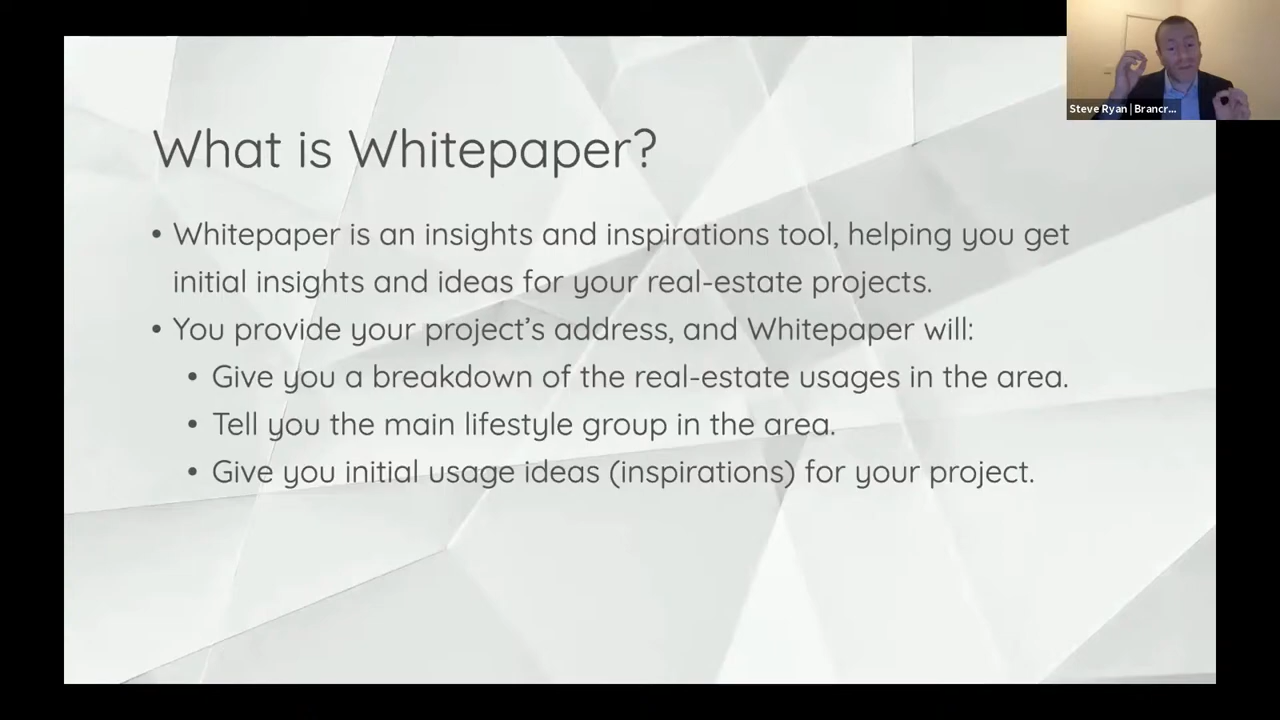 What is Whitepaper?
• Whitepaper is an insights and inspirations tool, helping you get
initial insights and ideas for your real-estate projects.
• You provide your project’s address, and Whitepaper will:
• Give you a breakdown of the real-estate usages in the area.
• Tell you the main lifestyle group in the area.
• Give you initial usage ideas (inspirations) for your project.
Steve Ryan | Brancr...